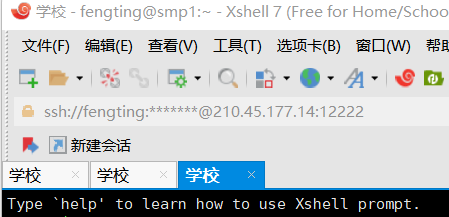 学校 - fengting@smp1:~ - Xshell 7 (Free for Home/Schoo
文件(F) 编辑(E) 查看(V) 工具(T) 选项卡(B) 窗口(W) 帮助
ssh://fengting:*******@210.45.177.14:12222
新建会话
学校 × 学校 × 学校 ×
Type `help' to learn how to use Xshell prompt.